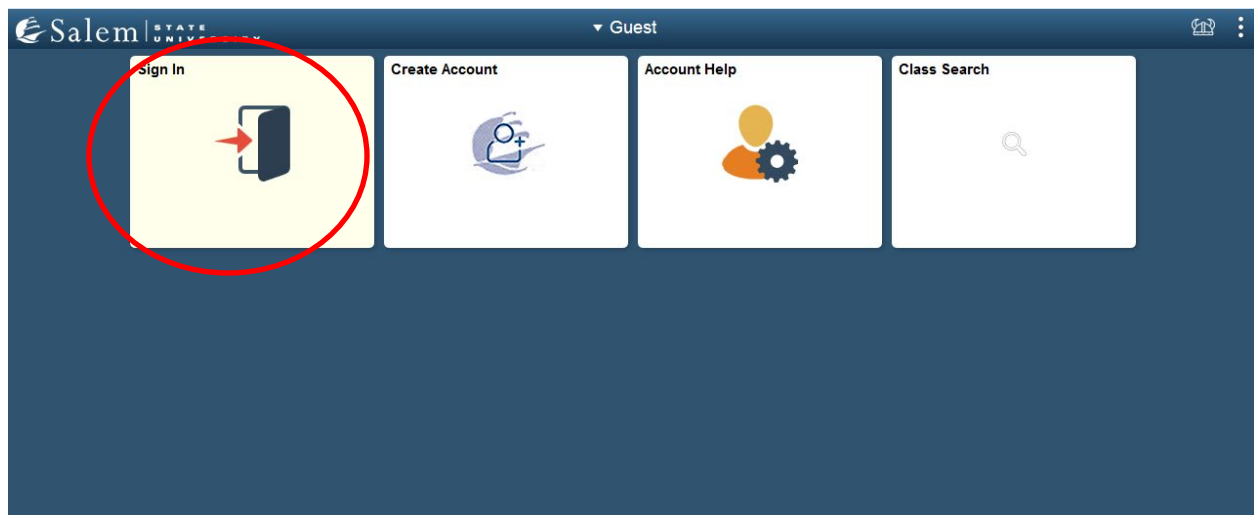 Salem
STATE
UNIVERSITY
Guest
Sign In
Create Account
Account Help
Class Search